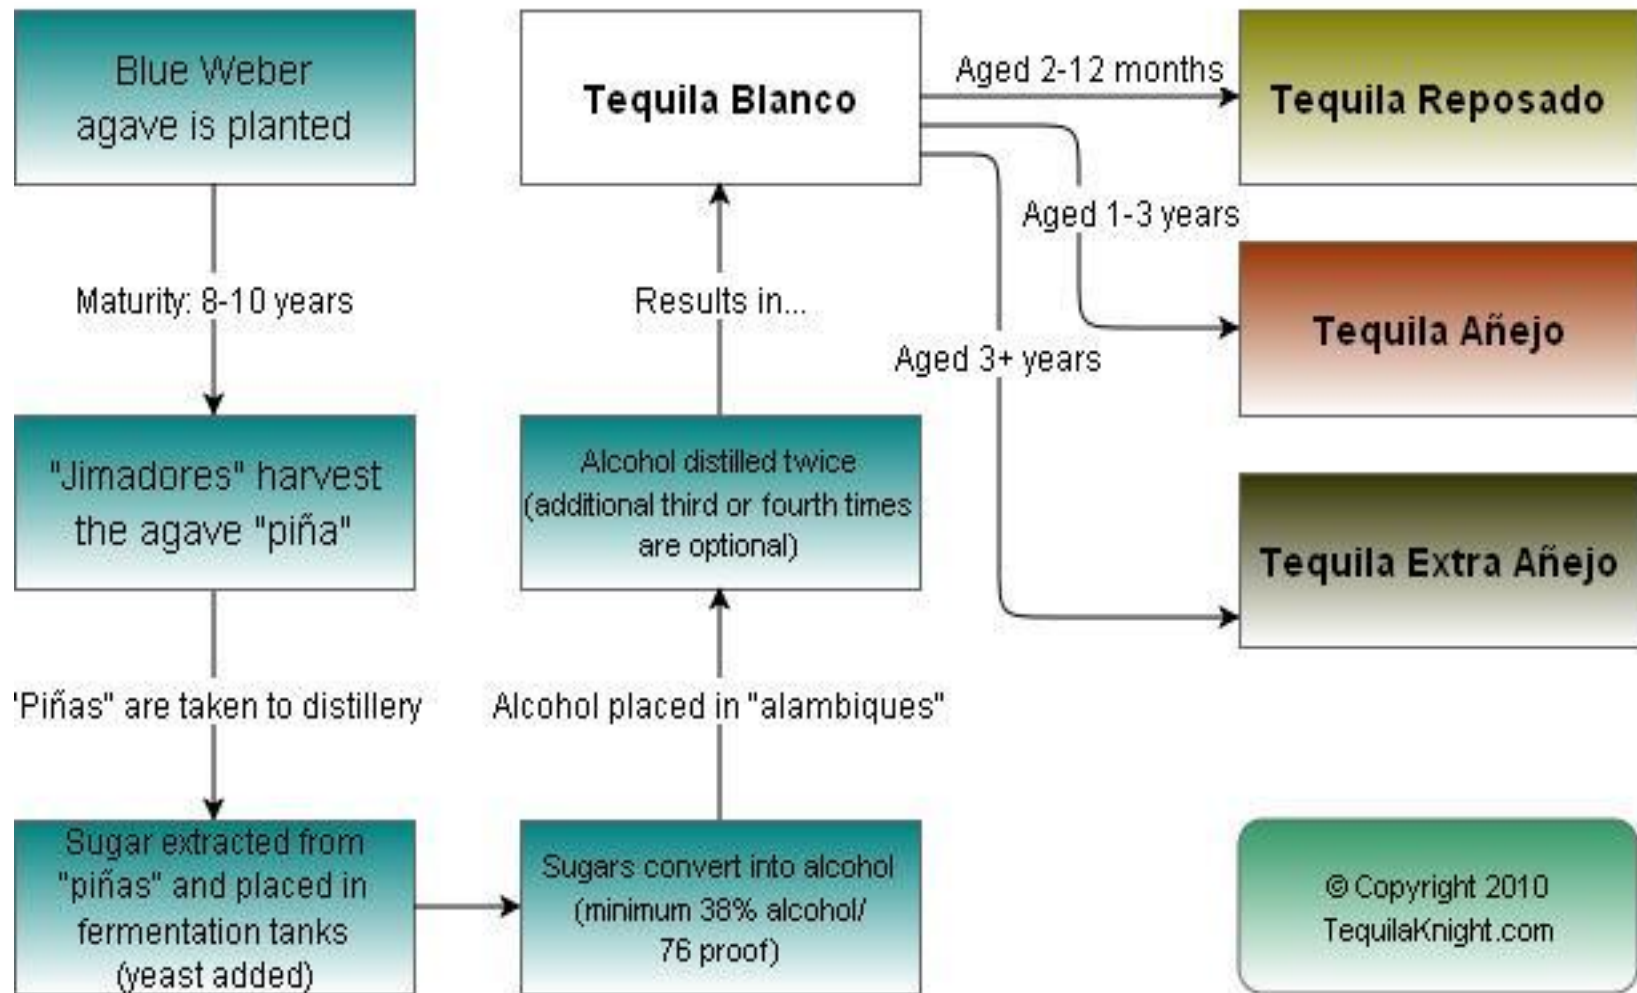 Blue Weber
agave is planted
Maturity: 8-10 years
"Jimadores" harvest
the agave "piña"
"Piñas" are taken to distillery
Sugar extracted from
"piñas" and placed in
fermentation tanks
(yeast added)
Sugars convert into alcohol
(minimum 38% alcohol/
76 proof)
Alcohol placed in "alambiques"
Alcohol distilled twice
(additional third or fourth times
are optional)
Results in...
Tequila Blanco
Aged 2-12 months
Tequila Reposado
Aged 1-3 years
Tequila Añejo
Aged 3+ years
Tequila Extra Añejo
© Copyright 2010
TequilaKnight.com